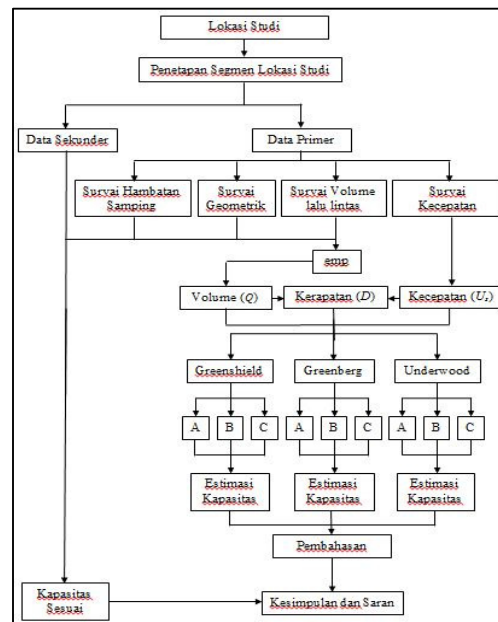 Lokasi Studi
Penetapan Segmen Lokasi Studi
Data Sekunder
Data Primer
Survai Hambatan
Samping
Survai
Geometrik
Survai Volume
lalu lintas
Survai
Kecepatan
emp
Volume (Q)
Kerapatan (D)
Kecepatan (Us)
Greenshield
Greenberg
Underwood
A
B
C
A
B
C
A
B
C
Estimasi
Kapasitas
Estimasi
Kapasitas
Estimasi
Kapasitas
Pembahasan
Kapasitas
Sesuai
Kesimpulan dan Saran